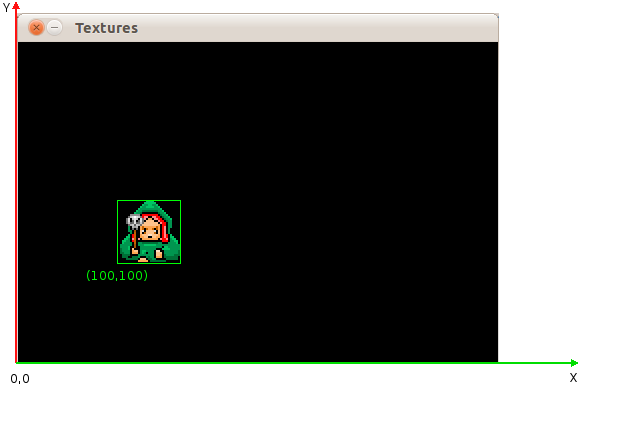 Y
Textures
(100,100)
0,0
X